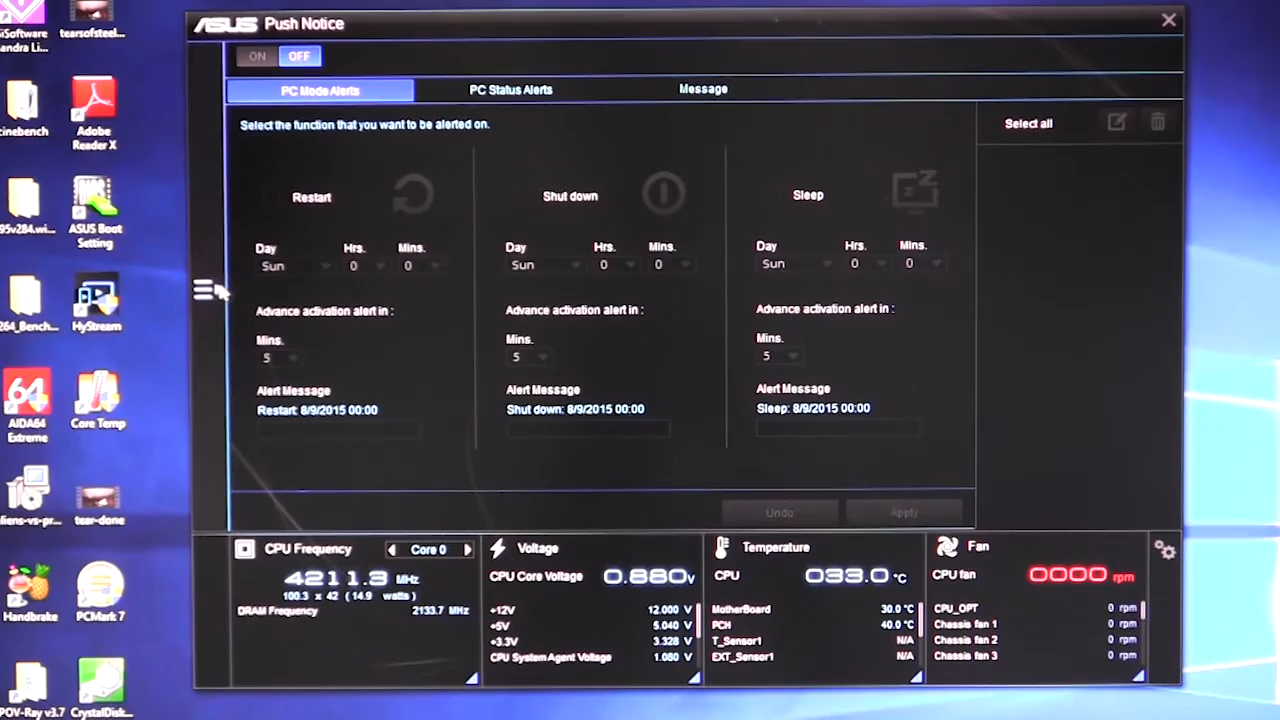 SiSoftware
Sandra Li...
tearsofsteel...
Adobe
Reader X
ASUS Boot
Setting
HyStream
AIDA64
Extreme
Core Temp
tear-done
Handbrake
PCMark 7
POV-Ray v3.7
CrystalDisk...
64
ASUS Push Notice
ON OFF
PC Mode Alerts PC Status Alerts Message
Select the function that you want to be alerted on.
Select all
Restart Shut down Sleep
Day Hrs. Mins. Day Hrs. Mins. Day Hrs. Mins.
Sun 0 0 Sun 0 0 Sun 0 0
Advance activation alert in : Advance activation alert in : Advance activation alert in :
Mins. Mins. Mins.
5 5 5
Alert Message Alert Message Alert Message
Restart: 8/9/2015 00:00 Shut down: 8/9/2015 00:00 Sleep: 8/9/2015 00:00
Undo Apply
CPU Frequency Core 0
4211.3 MHz
100.3 x 42 ( 14.9 watts )
DRAM Frequency 2133.7 MHz
Voltage
CPU Core Voltage 0.880V
+12V 12.000 V
+5V 5.040 V
+3.3V 3.328 V
CPU System Agent Voltage 1.080 V
Temperature
CPU 033.0 °C
MotherBoard 30.0 °C
PCH 40.0 °C
T_Sensor1 N/A
EXT_Sensor1 N/A
Fan
CPU fan 0000 rpm
CPU_OPT 0 rpm
Chassis fan 1 0 rpm
Chassis fan 2 0 rpm
Chassis fan 3 0 rpm